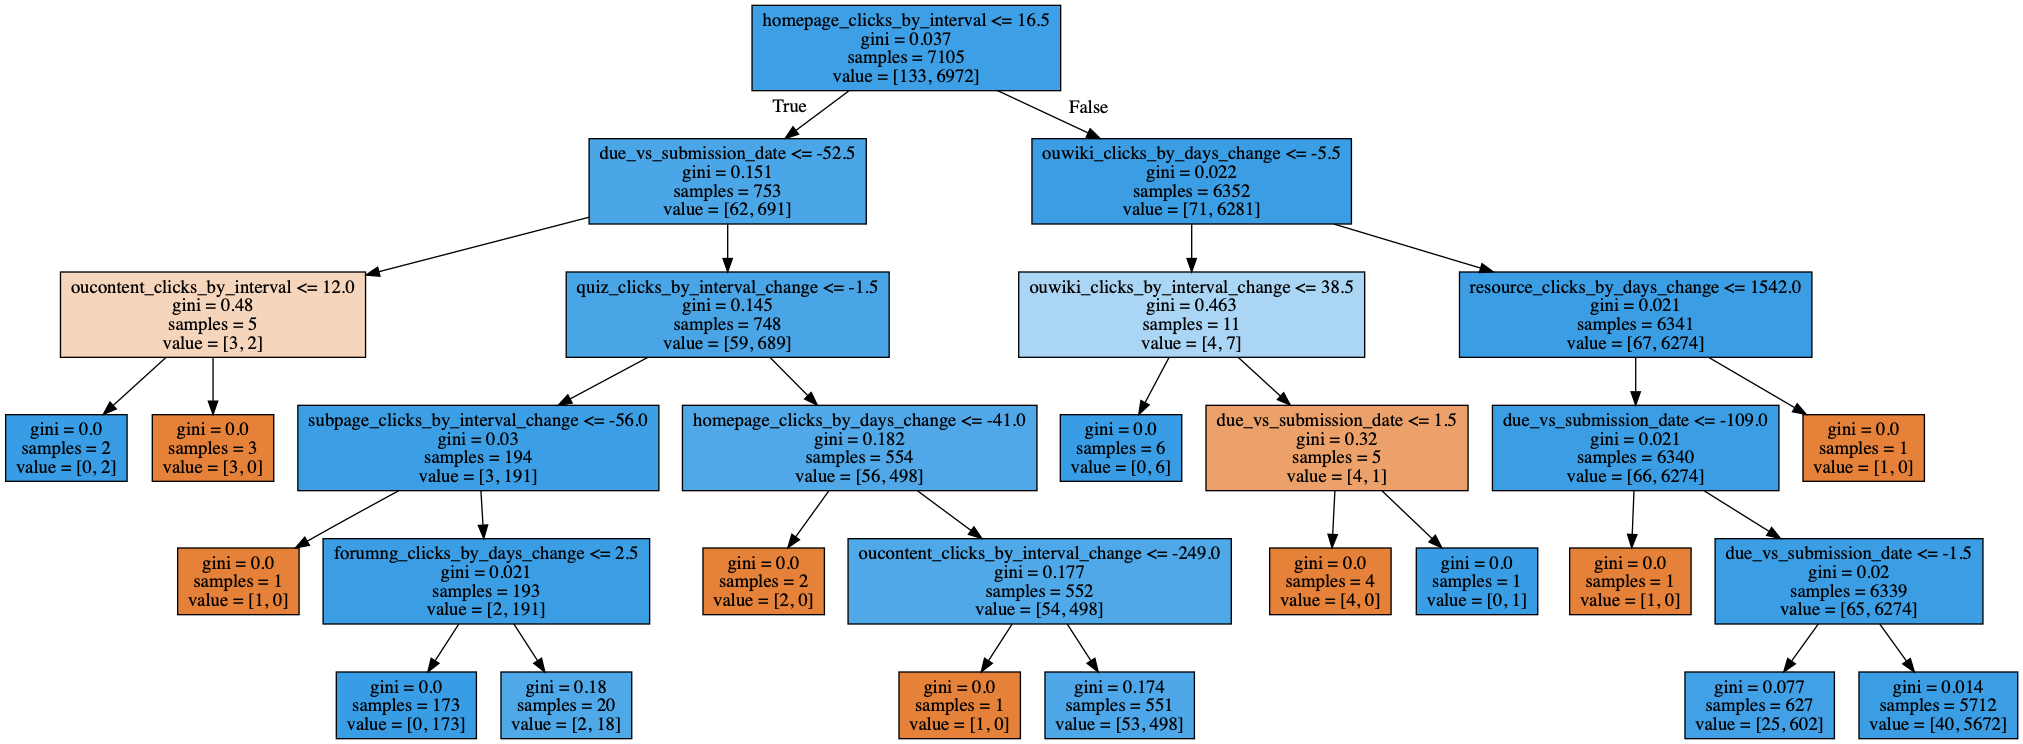 homepage_clicks_by_interval <= 16.5
gini = 0.037
samples = 7105
value = [133, 6972]
True
False
due_vs_submission_date <= -52.5
gini = 0.151
samples = 753
value = [62, 691]
ouwiki_clicks_by_days_change <= -5.5
gini = 0.022
samples = 6352
value = [71, 6281]
oucontent_clicks_by_interval <= 12.0
gini = 0.48
samples = 5
value = [3, 2]
quiz_clicks_by_interval_change <= -1.5
gini = 0.145
samples = 748
value = [59, 689]
ouwiki_clicks_by_interval_change <= 38.5
gini = 0.463
samples = 11
value = [4, 7]
resource_clicks_by_days_change <= 1542.0
gini = 0.021
samples = 6341
value = [67, 6274]
gini = 0.0
samples = 2
value = [0, 2]
gini = 0.0
samples = 3
value = [3, 0]
subpage_clicks_by_interval_change <= -56.0
gini = 0.03
samples = 194
value = [3, 191]
homepage_clicks_by_days_change <= -41.0
gini = 0.182
samples = 554
value = [56, 498]
gini = 0.0
samples = 6
value = [0, 6]
due_vs_submission_date <= 1.5
gini = 0.32
samples = 5
value = [4, 1]
due_vs_submission_date <= -109.0
gini = 0.021
samples = 6340
value = [66, 6274]
gini = 0.0
samples = 1
value = [1, 0]
gini = 0.0
samples = 1
value = [1, 0]
forumng_clicks_by_days_change <= 2.5
gini = 0.021
samples = 193
value = [2, 191]
gini = 0.0
samples = 2
value = [2, 0]
oucontent_clicks_by_interval_change <= -249.0
gini = 0.177
samples = 552
value = [54, 498]
gini = 0.0
samples = 4
value = [4, 0]
gini = 0.0
samples = 1
value = [0, 1]
gini = 0.0
samples = 1
value = [1, 0]
due_vs_submission_date <= -1.5
gini = 0.02
samples = 6339
value = [65, 6274]
gini = 0.0
samples = 173
value = [0, 173]
gini = 0.18
samples = 20
value = [2, 18]
gini = 0.0
samples = 1
value = [1, 0]
gini = 0.174
samples = 551
value = [53, 498]
gini = 0.077
samples = 627
value = [25, 602]
gini = 0.014
samples = 5712
value = [40, 5672]